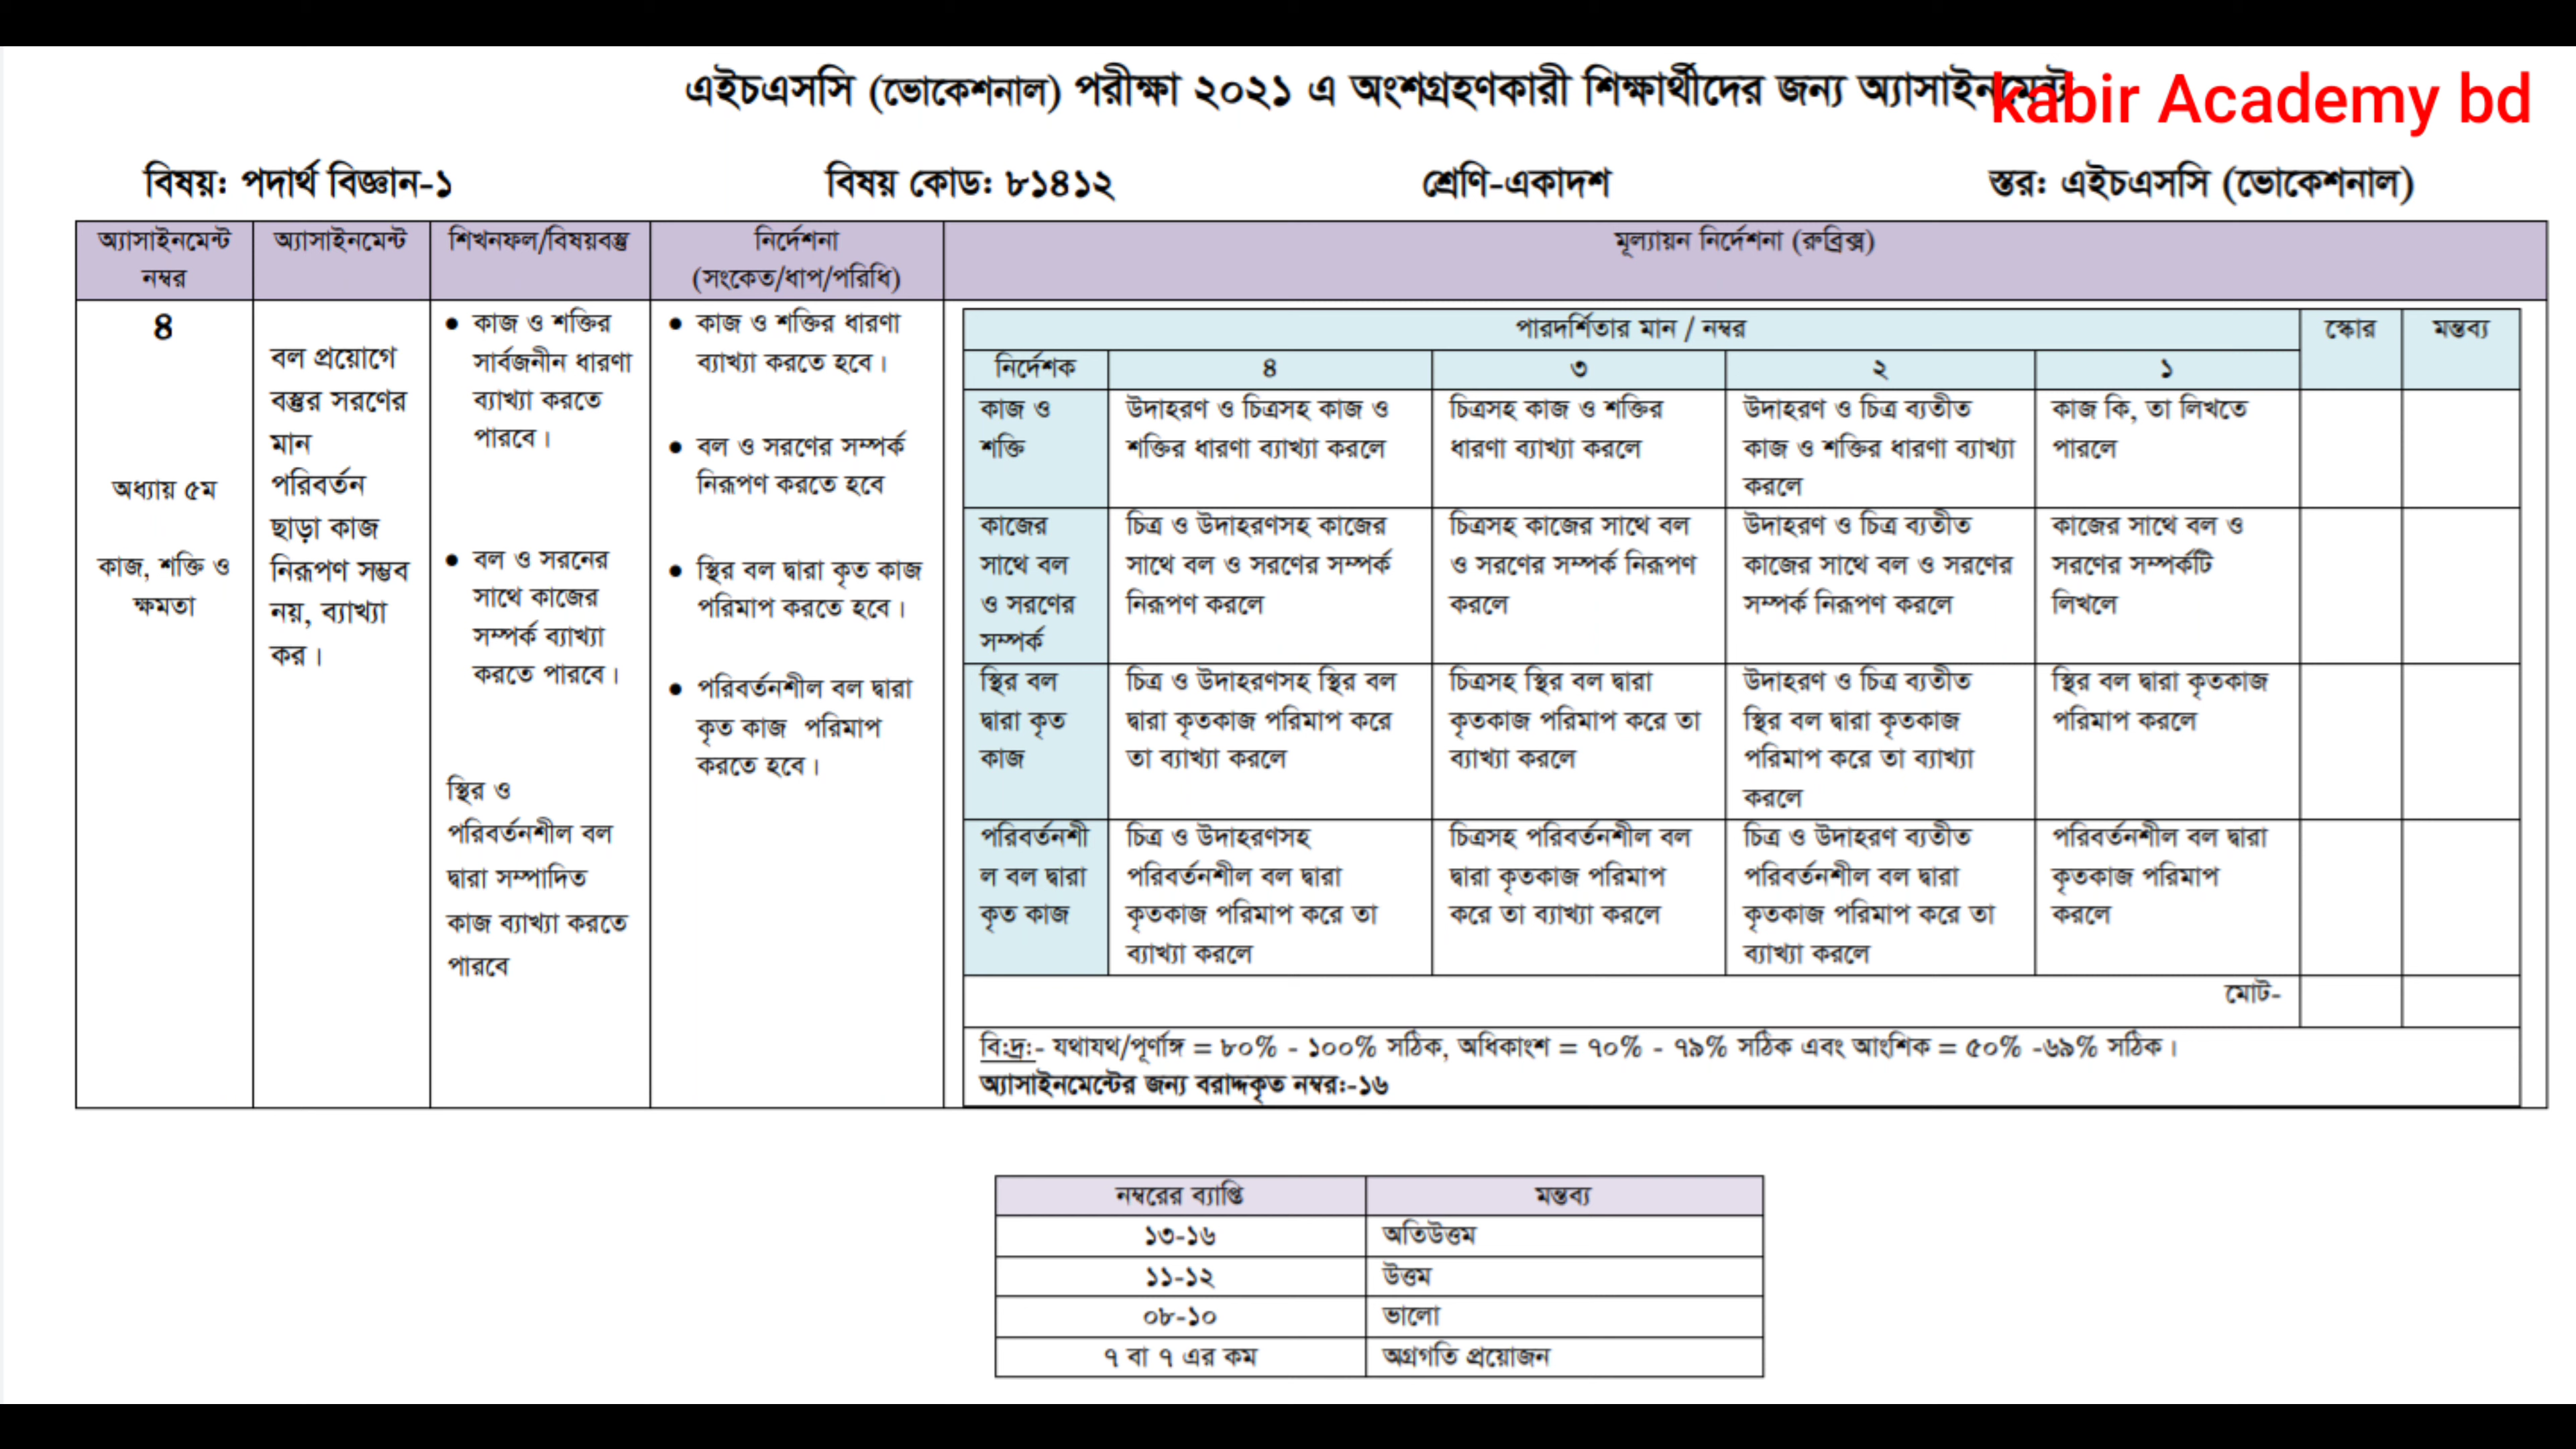 এইচএসসি (ভোকেশনাল) পরীক্ষা ২০২১ এ অংশগ্রহণকারী শিক্ষার্থীদের জন্য অ্যাসাইনমেন্ট
kabir Academy bd
বিষয়: পদার্থ বিজ্ঞান-১ বিষয় কোড: ৮১৪১২ শ্রেণি-একাদশ স্তর: এইচএসসি (ভোকেশনাল)
অ্যাসাইনমেন্ট
নম্বর
অ্যাসাইনমেন্ট
শিখনফল/বিষয়বস্তু
নির্দেশনা
(সংকেত/ধাপ/পরিধি)
মূল্যায়ন নির্দেশনা (রুব্রিক্স)
৪
অধ্যায় ৫ম
কাজ, শক্তি ও
ক্ষমতা
বল প্রয়োগে
বস্তুর সরণের
মান
পরিবর্তন
ছাড়া কাজ
নিরূপণ সম্ভব
নয়, ব্যাখ্যা
কর।
• কাজ ও শক্তির
সার্বজনীন ধারণা
ব্যাখ্যা করতে
পারবে।
• বল ও সরনের
সাথে কাজের
সম্পর্ক ব্যাখ্যা
করতে পারবে।
স্থির ও
পরিবর্তনশীল বল
দ্বারা সম্পাদিত
কাজ ব্যাখ্যা করতে
পারবে
• কাজ ও শক্তির ধারণা
ব্যাখ্যা করতে হবে।
• বল ও সরণের সম্পর্ক
নিরূপণ করতে হবে
• স্থির বল দ্বারা কৃত কাজ
পরিমাপ করতে হবে।
• পরিবর্তনশীল বল দ্বারা
কৃত কাজ পরিমাপ
করতে হবে।
পারদর্শিতার মান / নম্বর
স্কোর
মন্তব্য
নির্দেশক ৪ ৩ ২ ১
কাজ ও
শক্তি
উদাহরণ ও চিত্রসহ কাজ ও
শক্তির ধারণা ব্যাখ্যা করলে
চিত্রসহ কাজ ও শক্তির
ধারণা ব্যাখ্যা করলে
উদাহরণ ও চিত্র ব্যতীত
কাজ ও শক্তির ধারণা ব্যাখ্যা
করলে
কাজ কি, তা লিখতে
পারলে
কাজের
সাথে বল
ও সরণের
সম্পর্ক
চিত্র ও উদাহরণসহ কাজের
সাথে বল ও সরণের সম্পর্ক
নিরূপণ করলে
চিত্রসহ কাজের সাথে বল
ও সরণের সম্পর্ক নিরূপণ
করলে
উদাহরণ ও চিত্র ব্যতীত
কাজের সাথে বল ও সরণের
সম্পর্ক নিরূপণ করলে
কাজের সাথে বল ও
সরণের সম্পর্কটি
লিখলে
স্থির বল
দ্বারা কৃত
কাজ
চিত্র ও উদাহরণসহ স্থির বল
দ্বারা কৃতকাজ পরিমাপ করে
তা ব্যাখ্যা করলে
চিত্রসহ স্থির বল দ্বারা
কৃতকাজ পরিমাপ করে তা
ব্যাখ্যা করলে
উদাহরণ ও চিত্র ব্যতীত
স্থির বল দ্বারা কৃতকাজ
পরিমাপ করে তা ব্যাখ্যা
করলে
স্থির বল দ্বারা কৃতকাজ
পরিমাপ করলে
পরিবর্তনশী
ল বল দ্বারা
কৃত কাজ
চিত্র ও উদাহরণসহ
পরিবর্তনশীল বল দ্বারা
কৃতকাজ পরিমাপ করে তা
ব্যাখ্যা করলে
চিত্রসহ পরিবর্তনশীল বল
দ্বারা কৃতকাজ পরিমাপ
করে তা ব্যাখ্যা করলে
চিত্র ও উদাহরণ ব্যতীত
পরিবর্তনশীল বল দ্বারা
কৃতকাজ পরিমাপ করে তা
ব্যাখ্যা করলে
পরিবর্তনশীল বল দ্বারা
কৃতকাজ পরিমাপ
করলে
মোট-
বি:দ্র:- যথাযথ/পূর্ণাঙ্গ = ৮০% - ১০০% সঠিক, অধিকাংশ = ৭০% - ৭৯% সঠিক এবং আংশিক = ৫০% -৬৯% সঠিক।
অ্যাসাইনমেন্টের জন্য বরাদ্দকৃত নম্বর:-১৬
নম্বরের ব্যাপ্তি মন্তব্য
১৩-১৬ অতিউত্তম
১১-১২ উত্তম
০৮-১০ ভালো
৭ বা ৭ এর কম অগ্রগতি প্রয়োজন